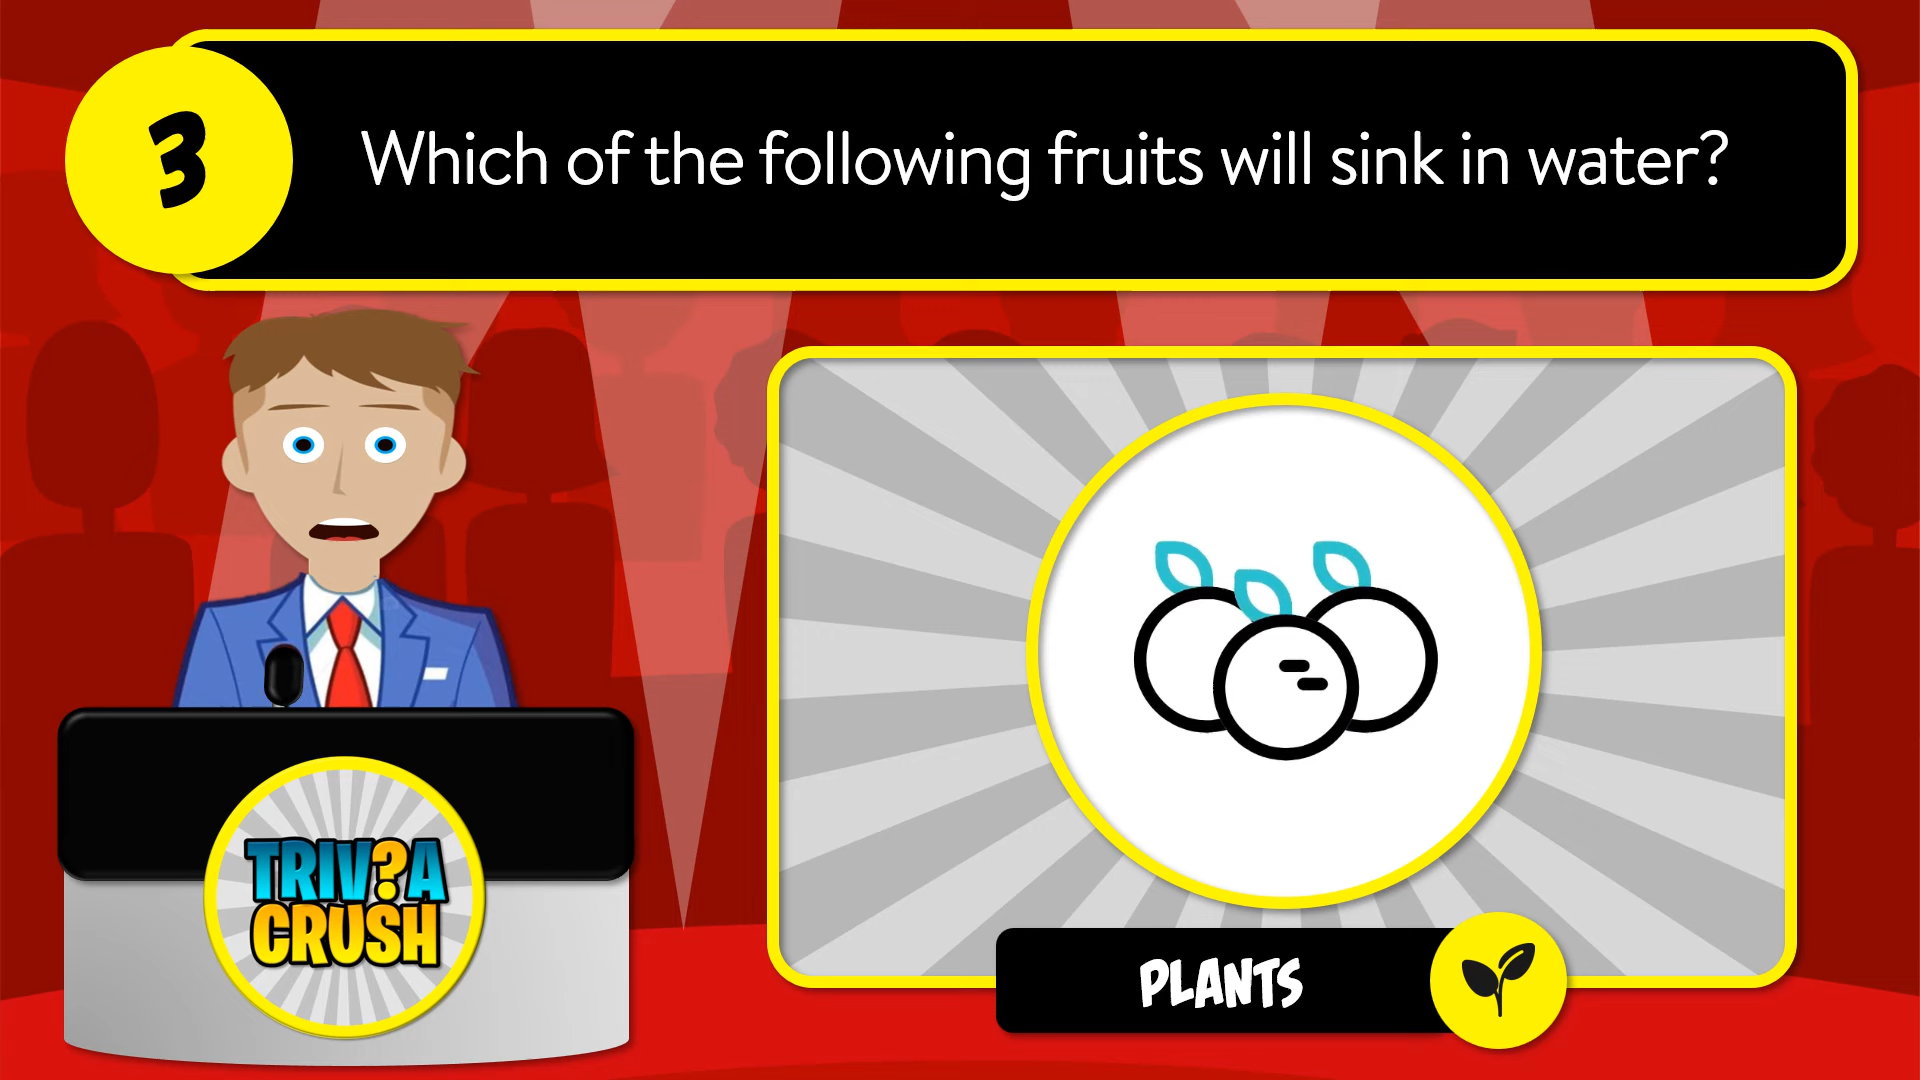 3
Which of the following fruits will sink in water?
TRIV?A
CRUSH
PLANTS